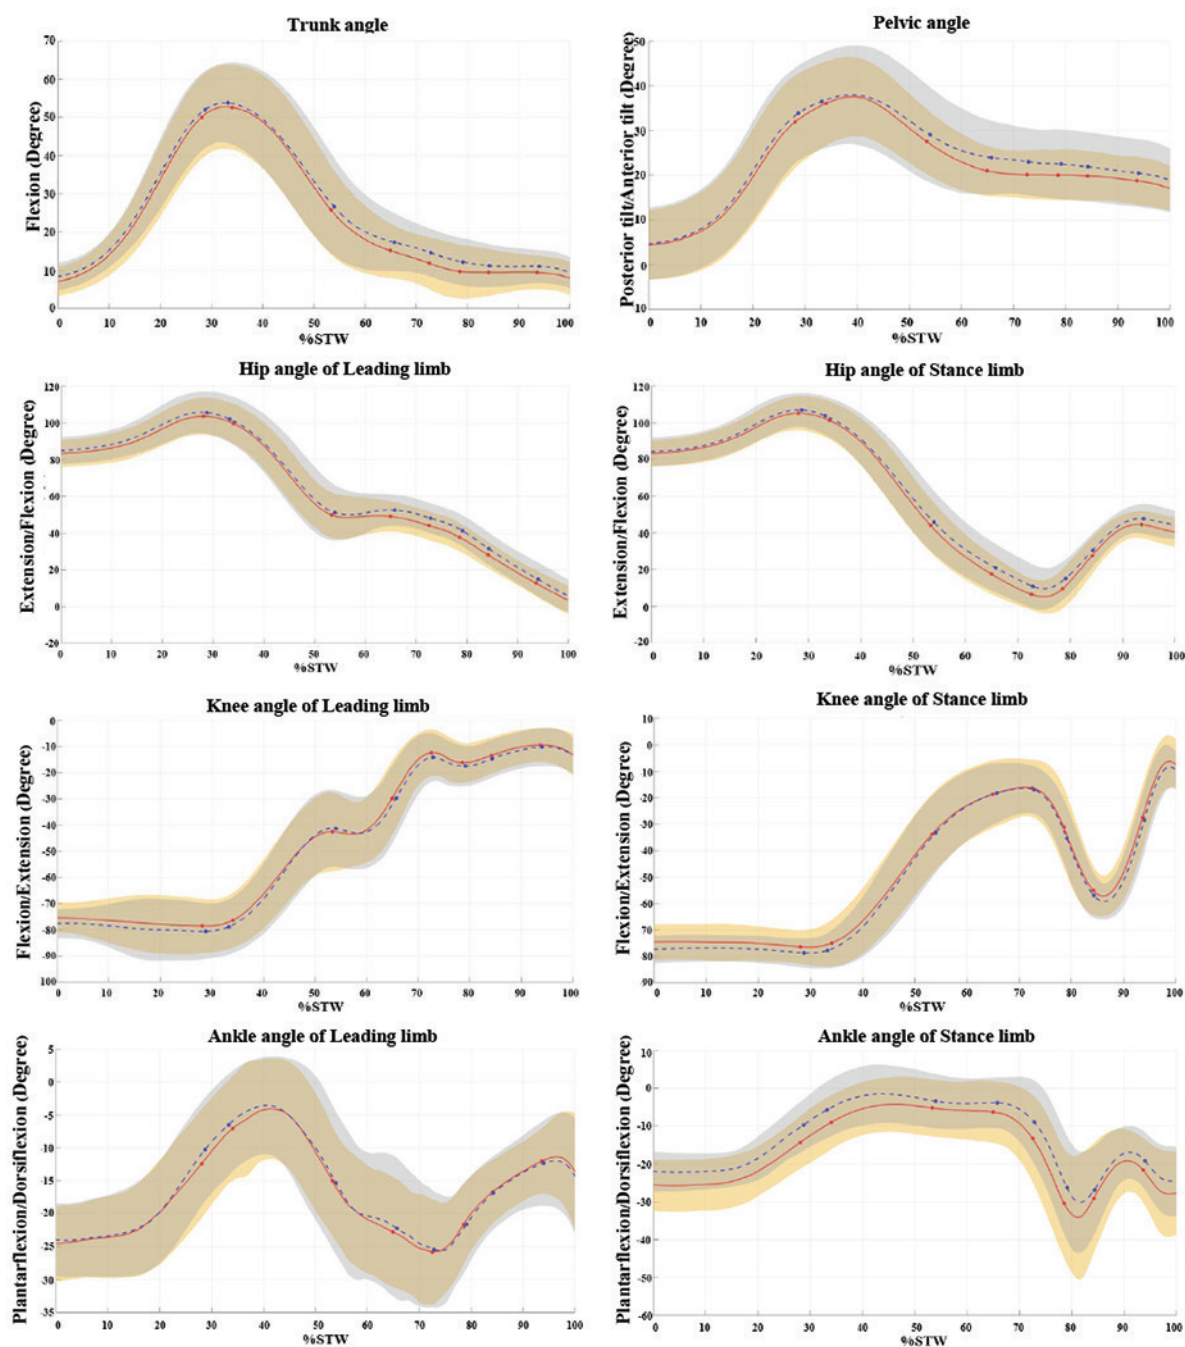 Trunk angle
Flexion (Degree)
70
60
50
40
30
20
10
0
0 10 20 30 40 50 60 70 80 90 100
%STW
Pelvic angle
Posterior tilt/Anterior tilt (Degree)
50
40
30
20
10
0
10
0 10 20 30 40 50 60 70 80 90 100
%STW
Hip angle of Leading limb
Extension/Flexion (Degree)
120
100
80
60
40
20
0
-20
0 10 20 30 40 50 60 70 80 90 100
%STW
Hip angle of Stance limb
Extension/Flexion (Degree)
120
100
80
60
40
20
0
-20
0 10 20 30 40 50 60 70 80 90 100
%STW
Knee angle of Leading limb
Flexion/Extension (Degree)
0
-10
-20
-30
-40
-50
-60
-70
-80
-90
100
0 10 20 30 40 50 60 70 80 90 100
%STW
Knee angle of Stance limb
Flexion/Extension (Degree)
10
0
-10
-20
-30
-40
-50
-60
-70
-80
-90
0 10 20 30 40 50 60 70 80 90 100
%STW
Ankle angle of Leading limb
Plantarflexion/Dorsiflexion (Degree)
5
0
-5
-10
-15
-20
-25
-30
35
0 10 20 30 40 50 60 70 80 90 100
%STW
Ankle angle of Stance limb
Plantarflexion/Dorsiflexion (Degree)
10
0
-10
-20
-30
-40
-50
-60
0 10 20 30 40 50 60 70 80 90 100
%STW